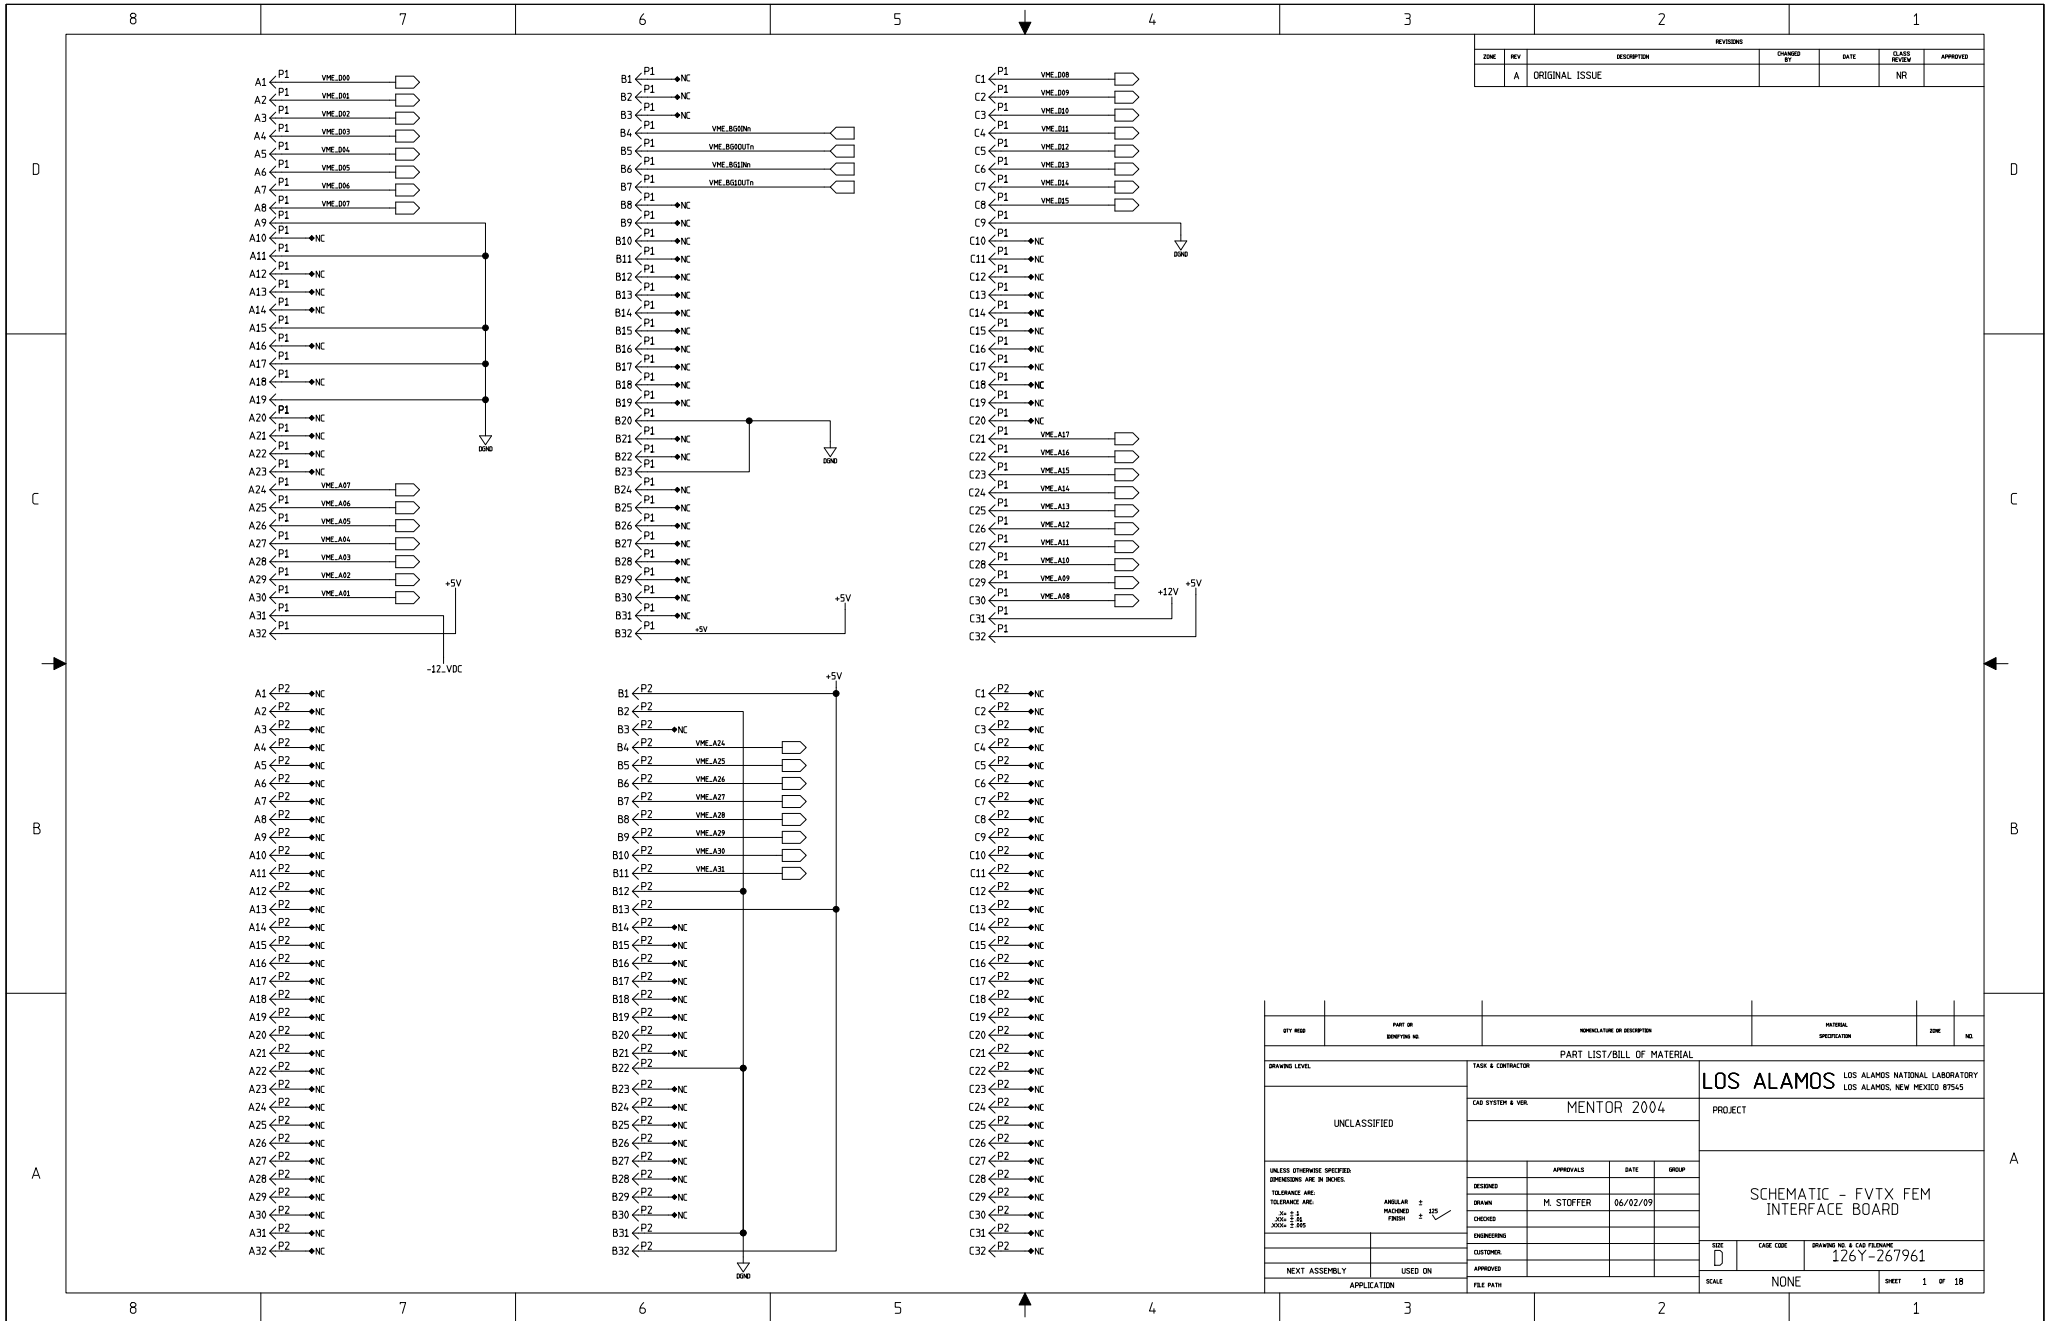 8 7 6 5 4 3 2 1
REVISIONS
ZONE REV DESCRIPTION CHANGED BY DATE CLASS REVIEW APPROVED
A ORIGINAL ISSUE NR
D
C
B
A
A1 P1 VME_D00
A2 P1 VME_D01
A3 P1 VME_D02
A4 P1 VME_D03
A5 P1 VME_D04
A6 P1 VME_D05
A7 P1 VME_D06
A8 P1 VME_D07
A9 P1
A10 P1 NC
A11 P1
A12 P1 NC
A13 P1 NC
A14 P1 NC
A15 P1
A16 P1 NC
A17 P1
A18 P1 NC
A19
A20 P1 NC
A21 P1 NC
A22 P1 NC
A23 P1 NC
DGND
A24 P1 VME_A07
A25 P1 VME_A06
A26 P1 VME_A05
A27 P1 VME_A04
A28 P1 VME_A03
A29 P1 VME_A02
A30 P1 VME_A01
A31 P1
A32 P1
+5V
-12_VDC
B1 P1 NC
B2 P1 NC
B3 P1 NC
B4 P1 VME_BG0INn
B5 P1 VME_BG0OUTn
B6 P1 VME_BG1INn
B7 P1 VME_BG1OUTn
B8 P1 NC
B9 P1 NC
B10 P1 NC
B11 P1 NC
B12 P1 NC
B13 P1 NC
B14 P1 NC
B15 P1 NC
B16 P1 NC
B17 P1 NC
B18 P1 NC
B19 P1 NC
B20 P1
B21 P1 NC
B22 P1 NC
B23 P1
DGND
B24 P1 NC
B25 P1 NC
B26 P1 NC
B27 P1 NC
B28 P1 NC
B29 P1 NC
B30 P1 NC
B31 P1 NC
B32 P1 +5V
+5V
C1 P1 VME_D08
C2 P1 VME_D09
C3 P1 VME_D10
C4 P1 VME_D11
C5 P1 VME_D12
C6 P1 VME_D13
C7 P1 VME_D14
C8 P1 VME_D15
C9 P1
DGND
C10 P1 NC
C11 P1 NC
C12 P1 NC
C13 P1 NC
C14 P1 NC
C15 P1 NC
C16 P1 NC
C17 P1 NC
C18 P1 NC
C19 P1 NC
C20 P1 NC
C21 P1 VME_A17
C22 P1 VME_A16
C23 P1 VME_A15
C24 P1 VME_A14
C25 P1 VME_A13
C26 P1 VME_A12
C27 P1 VME_A11
C28 P1 VME_A10
C29 P1 VME_A09
C30 P1 VME_A08
C31 P1
C32 P1
+12V +5V
A1 P2 NC
A2 P2 NC
A3 P2 NC
A4 P2 NC
A5 P2 NC
A6 P2 NC
A7 P2 NC
A8 P2 NC
A9 P2 NC
A10 P2 NC
A11 P2 NC
A12 P2 NC
A13 P2 NC
A14 P2 NC
A15 P2 NC
A16 P2 NC
A17 P2 NC
A18 P2 NC
A19 P2 NC
A20 P2 NC
A21 P2 NC
A22 P2 NC
A23 P2 NC
A24 P2 NC
A25 P2 NC
A26 P2 NC
A27 P2 NC
A28 P2 NC
A29 P2 NC
A30 P2 NC
A31 P2 NC
A32 P2 NC
+5V
B1 P2
B2 P2
B3 P2 NC
B4 P2 VME_A24
B5 P2 VME_A25
B6 P2 VME_A26
B7 P2 VME_A27
B8 P2 VME_A28
B9 P2 VME_A29
B10 P2 VME_A30
B11 P2 VME_A31
B12 P2
B13 P2
B14 P2 NC
B15 P2 NC
B16 P2 NC
B17 P2 NC
B18 P2 NC
B19 P2 NC
B20 P2 NC
B21 P2 NC
B22 P2
B23 P2 NC
B24 P2 NC
B25 P2 NC
B26 P2 NC
B27 P2 NC
B28 P2 NC
B29 P2 NC
B30 P2 NC
B31 P2
B32 P2
DGND
C1 P2 NC
C2 P2 NC
C3 P2 NC
C4 P2 NC
C5 P2 NC
C6 P2 NC
C7 P2 NC
C8 P2 NC
C9 P2 NC
C10 P2 NC
C11 P2 NC
C12 P2 NC
C13 P2 NC
C14 P2 NC
C15 P2 NC
C16 P2 NC
C17 P2 NC
C18 P2 NC
C19 P2 NC
C20 P2 NC
C21 P2 NC
C22 P2 NC
C23 P2 NC
C24 P2 NC
C25 P2 NC
C26 P2 NC
C27 P2 NC
C28 P2 NC
C29 P2 NC
C30 P2 NC
C31 P2 NC
C32 P2 NC
D
C
B
A
QTY REQD PART OR IDENTYING NO. NOMENCLATURE OR DESCRIPTION MATERIAL SPECIFICATION ZONE NO.
PART LIST/BILL OF MATERIAL
DRAWING LEVEL
UNCLASSIFIED
TASK & CONTRACTOR
CAD SYSTEM & VER. MENTOR 2004
LOS ALAMOS LOS ALAMOS NATIONAL LABORATORY
LOS ALAMOS, NEW MEXICO 87545
PROJECT
UNLESS OTHERWISE SPECIFIED:
DIMENSIONS ARE IN INCHES.
TOLERANCE ARE:
TOLERANCE ARE:
.X= ± .1
.XX= ± .01
.XXX= ± .005
ANGULAR ±
MACHINED FINISH ± 125
APPROVALS DATE GROUP
DESIGNED
DRAWN M. STOFFER 06/02/09
CHECKED
ENGINEERING
CUSTOMER.
APPROVED
FILE PATH
NEXT ASSEMBLY USED ON
APPLICATION
SCHEMATIC - FVTX FEM
INTERFACE BOARD
SIZE D CAGE CODE DRAWING NO. & CAD FILENAME 126Y-267961
SCALE NONE SHEET 1 OF 18
8 7 6 5 4 3 2 1